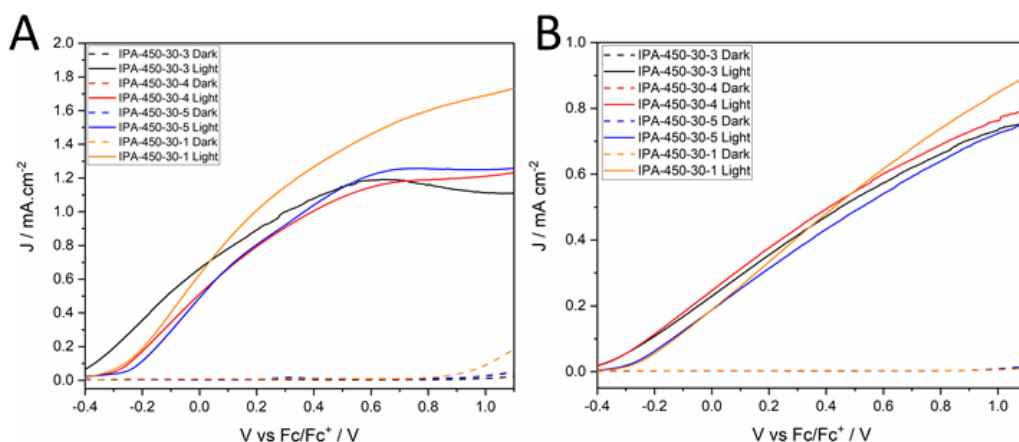 A
J / mA.cm-2
2.0
1.8
1.6
1.4
1.2
1.0
0.8
0.6
0.4
0.2
0.0
IPA-450-30-3 Dark
IPA-450-30-3 Light
IPA-450-30-4 Dark
IPA-450-30-4 Light
IPA-450-30-5 Dark
IPA-450-30-5 Light
IPA-450-30-1 Dark
IPA-450-30-1 Light
-0.4 -0.2 0.0 0.2 0.4 0.6 0.8 1.0
V vs Fc/Fc+ / V
B
J / mA cm-2
1.0
0.8
0.6
0.4
0.2
0.0
IPA-450-30-3 Dark
IPA-450-30-3 Light
IPA-450-30-4 Dark
IPA-450-30-4 Light
IPA-450-30-5 Dark
IPA-450-30-5 Light
IPA-450-30-1 Dark
IPA-450-30-1 Light
-0.4 -0.2 0.0 0.2 0.4 0.6 0.8 1.0
V vs Fc/Fc+ / V